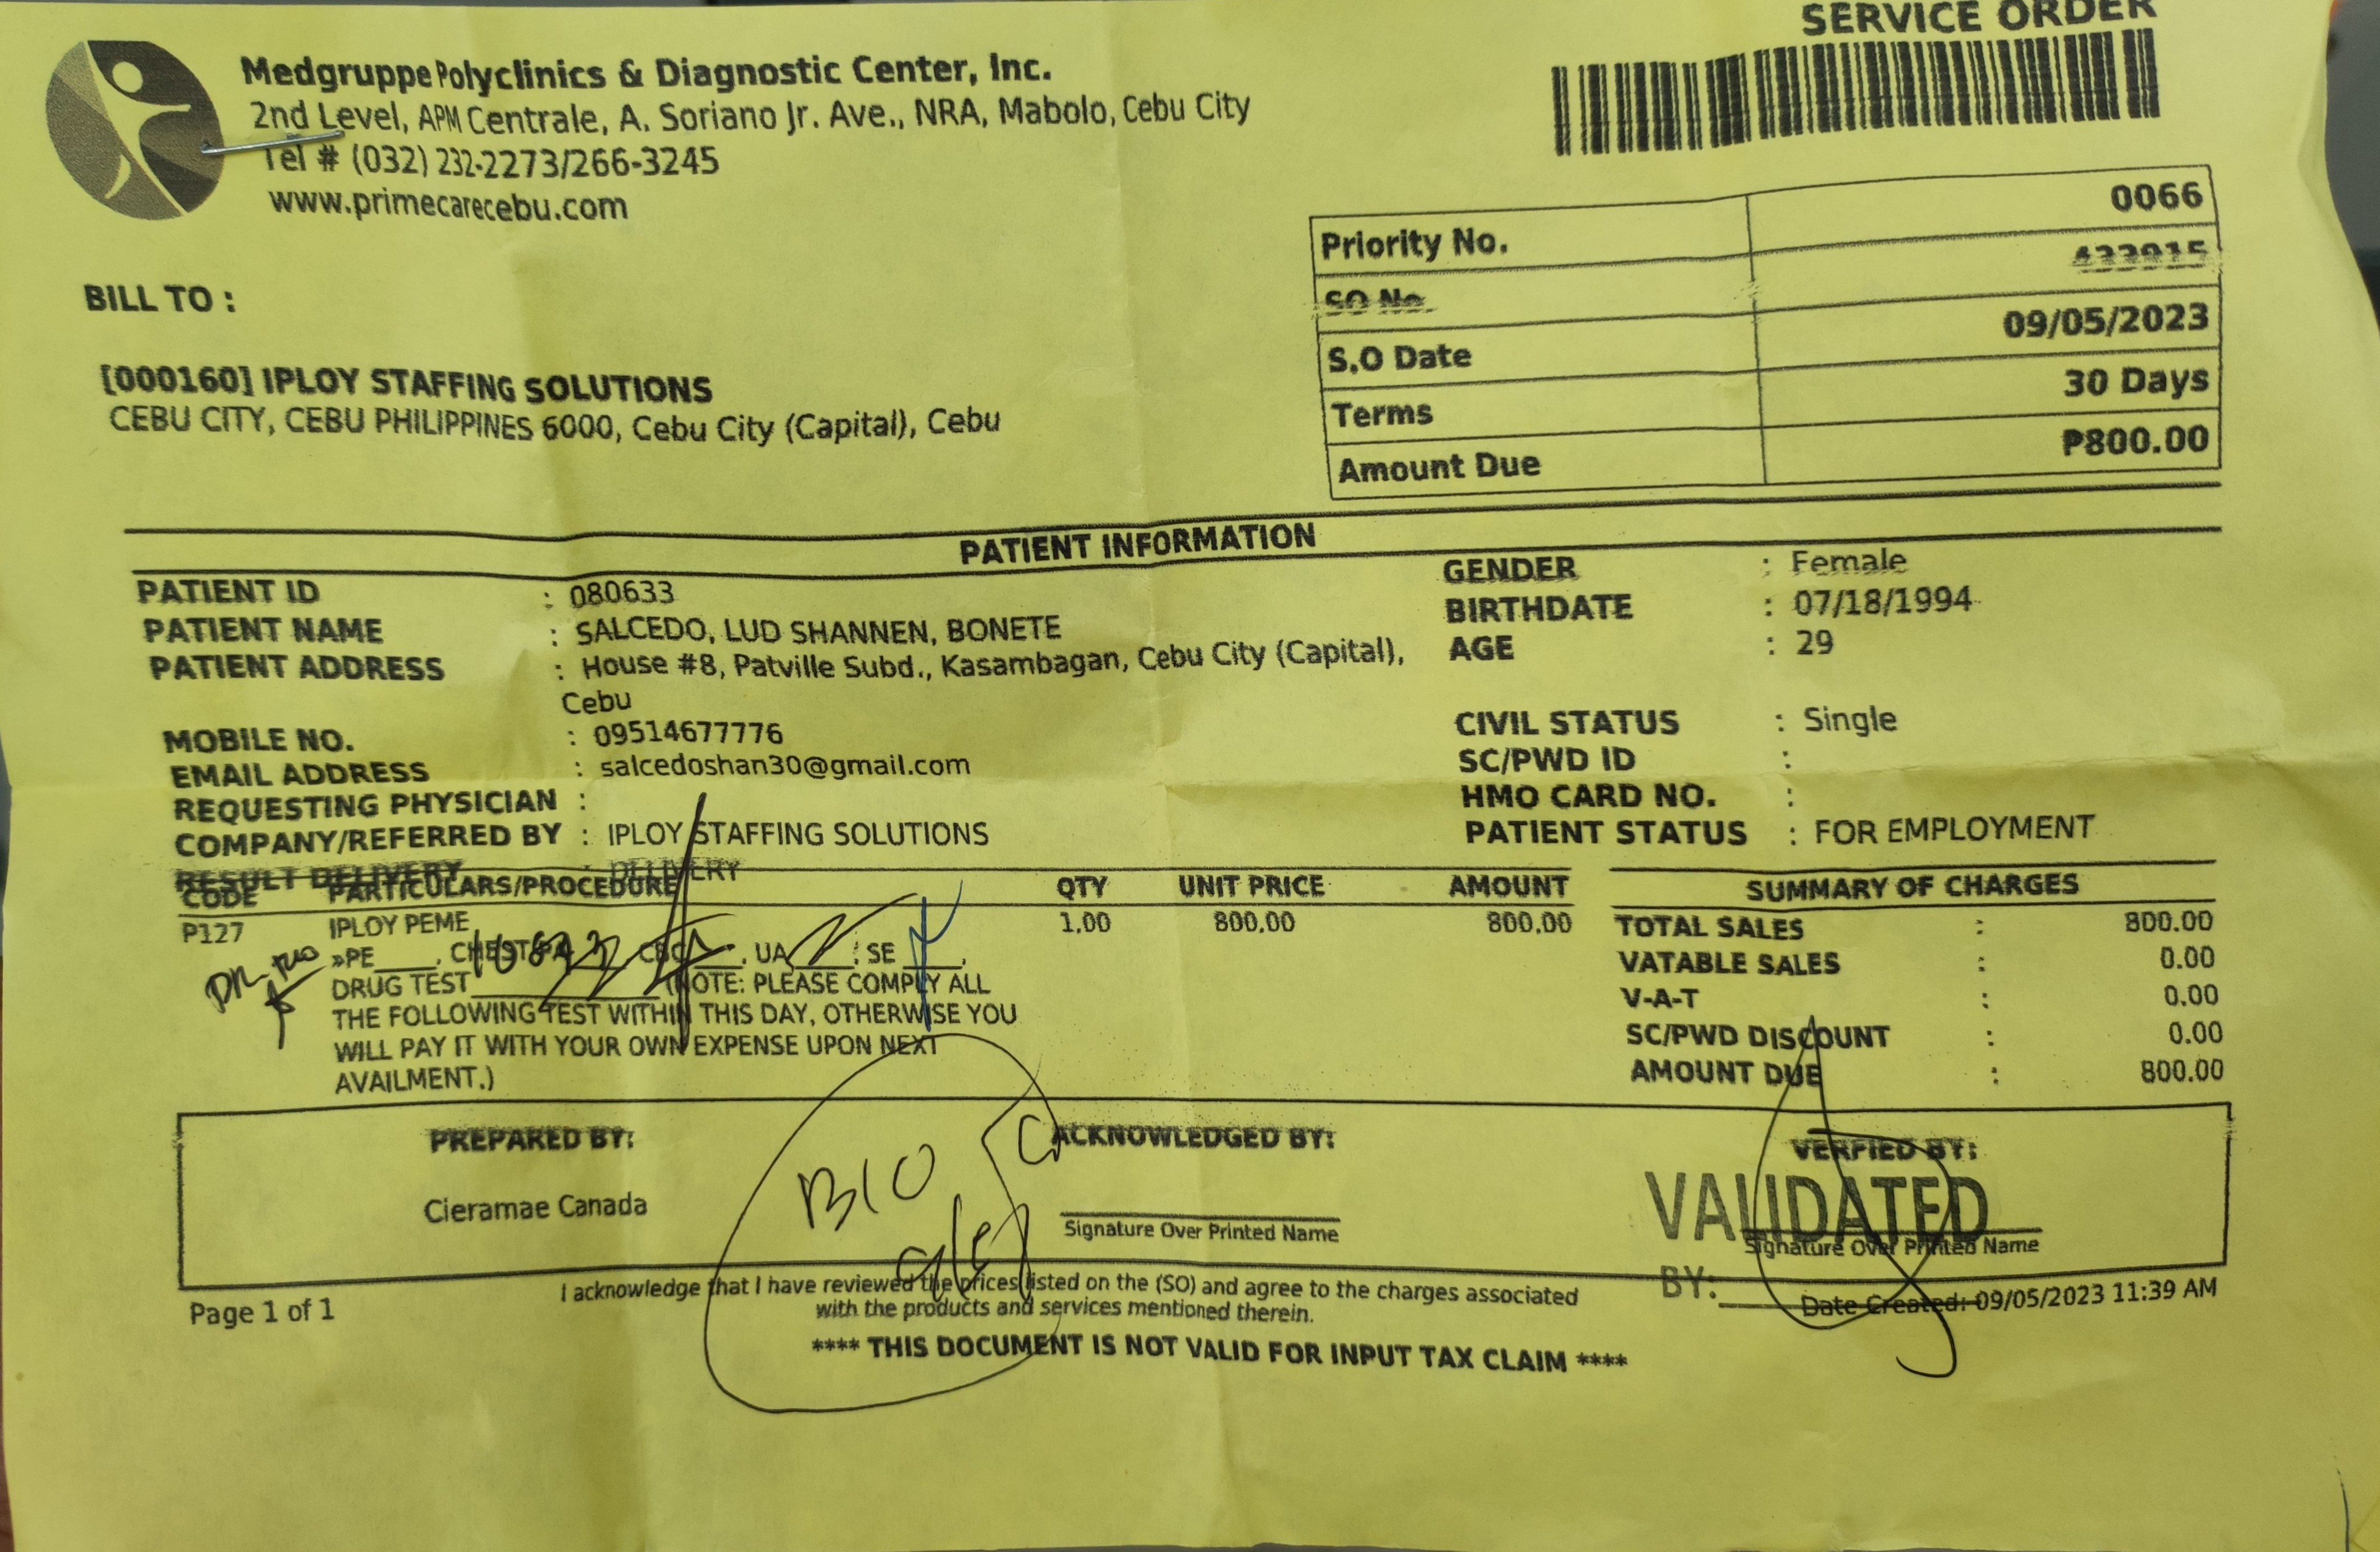 SERVICE ORDER
Medgruppe Polyclinics & Diagnostic Center, Inc.
2nd Level, APM Centrale, A. Soriano Jr. Ave., NRA, Mabolo, Cebu City
Tel # (032) 232-2273/266-3245
www.primecarecebu.com
Priority No. 0066
SO No. 433915
S.O Date 09/05/2023
Terms 30 Days
Amount Due ₱800.00
BILL TO :
[000160] IPLOY STAFFING SOLUTIONS
CEBU CITY, CEBU PHILIPPINES 6000, Cebu City (Capital), Cebu
PATIENT INFORMATION
PATIENT ID : 080633
PATIENT NAME : SALCEDO, LUD SHANNEN, BONETE
PATIENT ADDRESS : House #8, Patville Subd., Kasambagan, Cebu City (Capital),
Cebu
MOBILE NO. : 09514677776
EMAIL ADDRESS : salcedoshan30@gmail.com
REQUESTING PHYSICIAN :
COMPANY/REFERRED BY : IPLOY STAFFING SOLUTIONS
RESULT DELIVERY : DELIVERY
GENDER : Female
BIRTHDATE : 07/18/1994
AGE : 29
CIVIL STATUS : Single
SC/PWD ID :
HMO CARD NO. :
PATIENT STATUS : FOR EMPLOYMENT
CODE PARTICULARS/PROCEDURE QTY UNIT PRICE AMOUNT
P127 IPLOY PEME 1.00 800.00 800.00
»PE____, CHEST PA, CBC____, UA____, SE____,
DRUG TEST____ (NOTE: PLEASE COMPLY ALL
THE FOLLOWING TEST WITHIN THIS DAY, OTHERWISE YOU
WILL PAY IT WITH YOUR OWN EXPENSE UPON NEXT
AVAILMENT.)
SUMMARY OF CHARGES
TOTAL SALES : 800.00
VATABLE SALES : 0.00
V-A-T : 0.00
SC/PWD DISCOUNT : 0.00
AMOUNT DUE : 800.00
PREPARED BY:
Cieramae Canada
BIO
ACKNOWLEDGED BY:
Signature Over Printed Name
VERFIED BY:
VALIDATED
Signature Over Printed Name
BY:
Page 1 of 1
I acknowledge that I have reviewed the prices listed on the (SO) and agree to the charges associated
with the products and services mentioned therein.
Date Created: 09/05/2023 11:39 AM
**** THIS DOCUMENT IS NOT VALID FOR INPUT TAX CLAIM ****